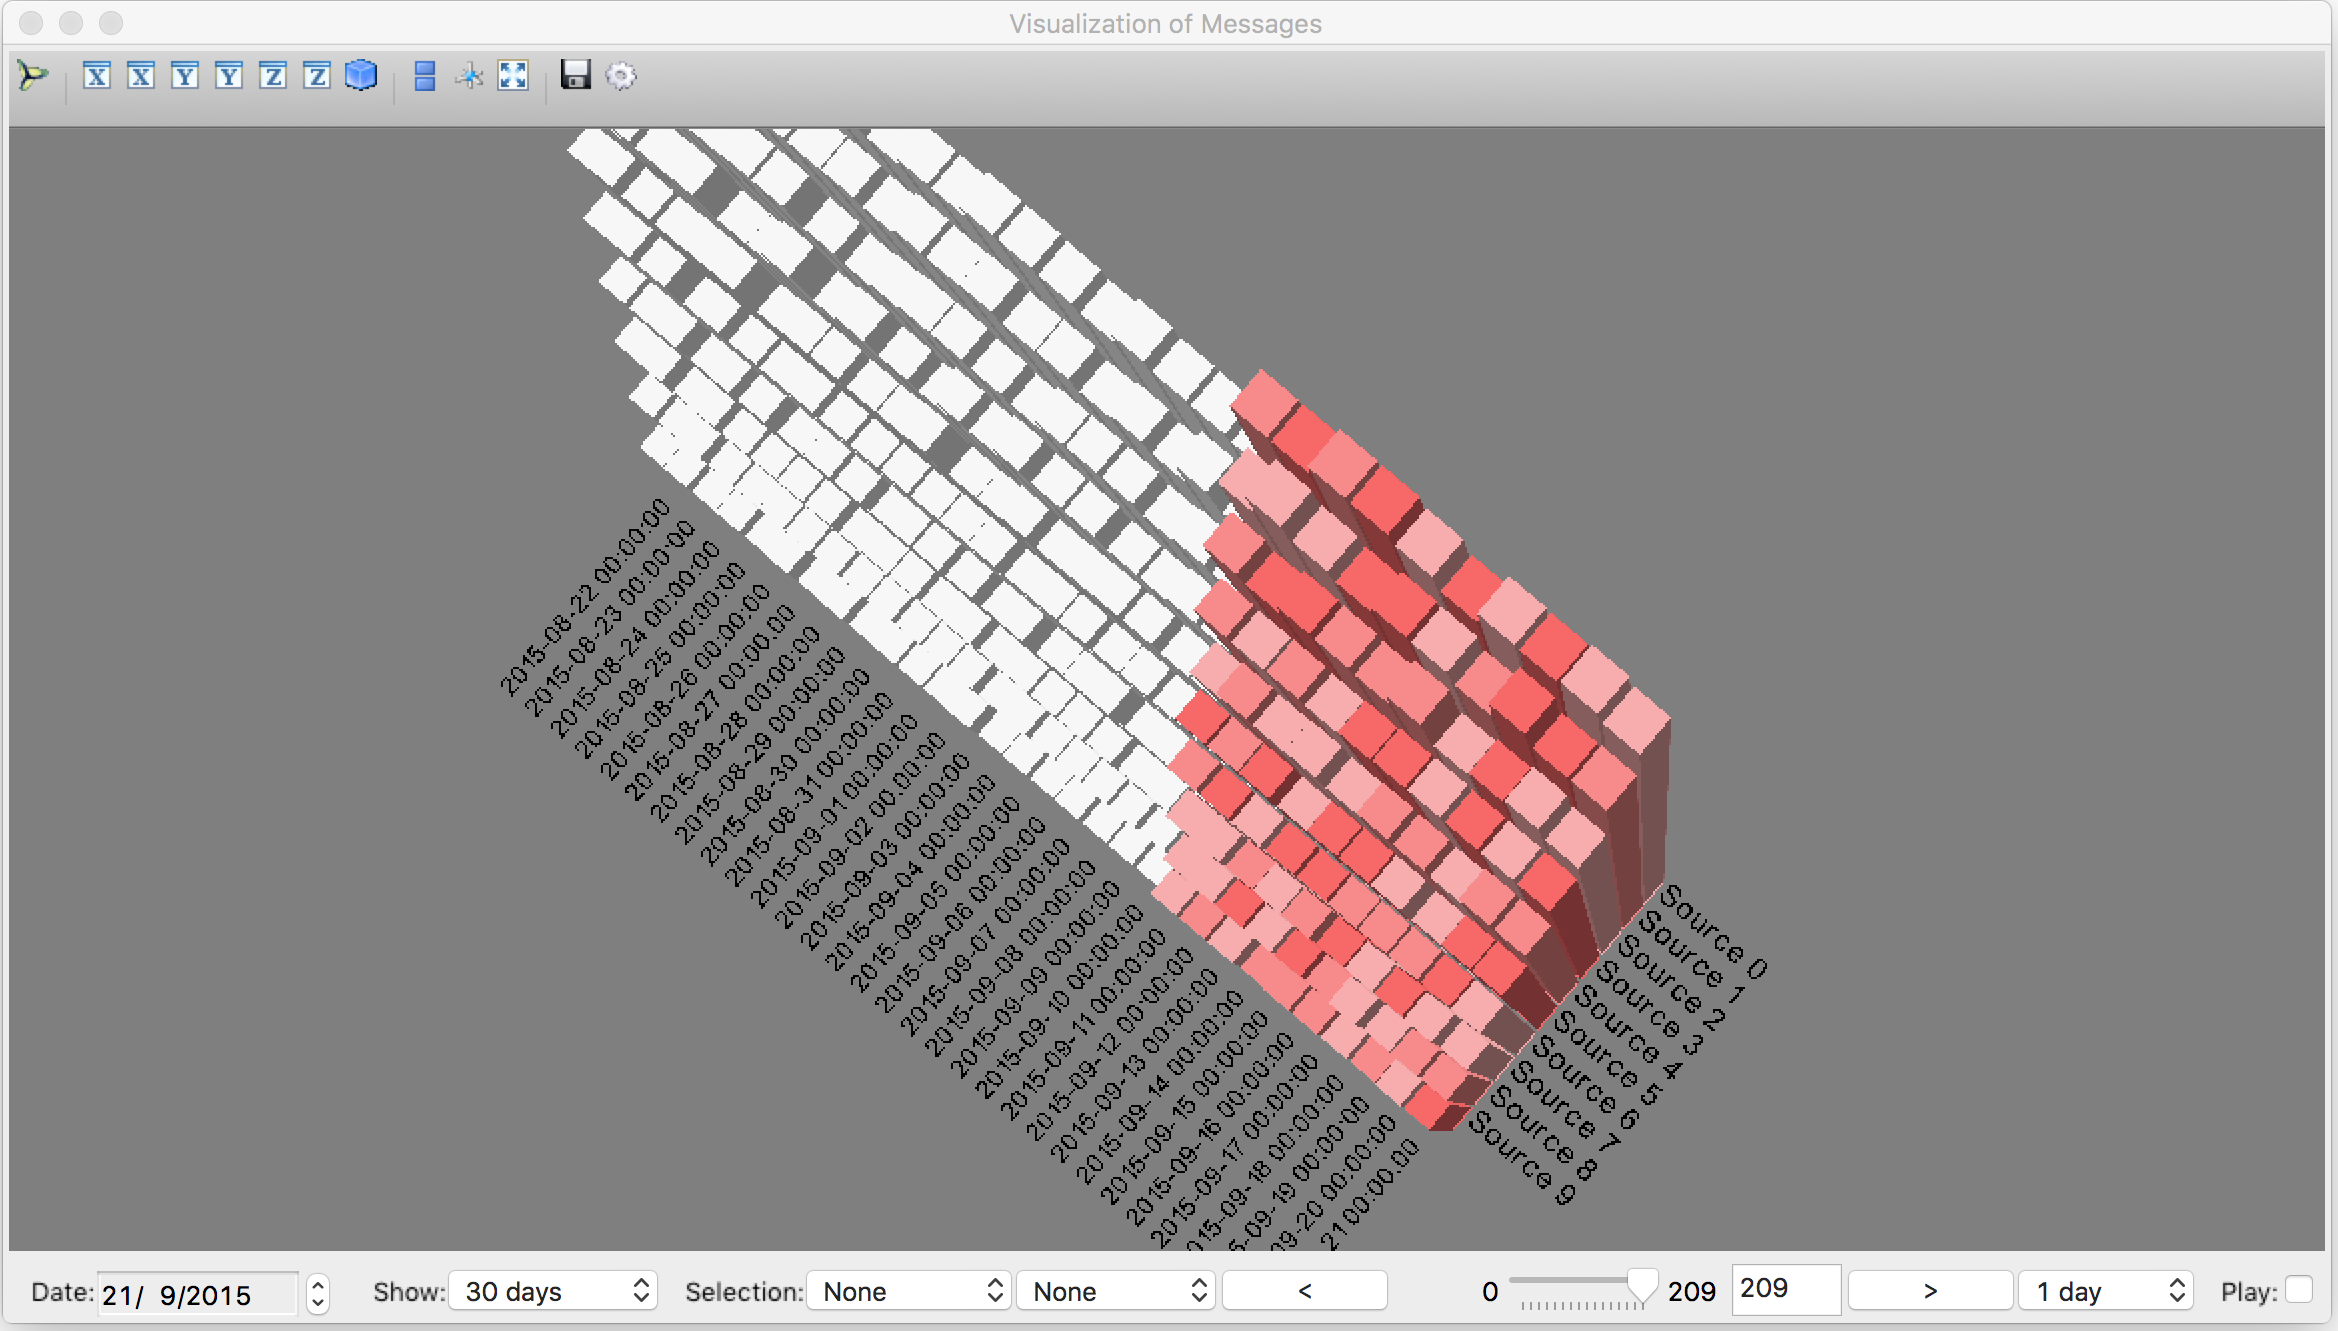 Visualization of Messages
X X Y Y Z Z
2015-08-22 00:00:00
2015-08-23 00:00:00
2015-08-24 00:00:00
2015-08-25 00:00:00
2015-08-26 00:00:00
2015-08-27 00:00:00
2015-08-28 00:00:00
2015-08-29 00:00:00
2015-08-30 00:00:00
2015-08-31 00:00:00
2015-09-01 00:00:00
2015-09-02 00:00:00
2015-09-03 00:00:00
2015-09-04 00:00:00
2015-09-05 00:00:00
2015-09-06 00:00:00
2015-09-07 00:00:00
2015-09-08 00:00:00
2015-09-09 00:00:00
2015-09-10 00:00:00
2015-09-11 00:00:00
2015-09-12 00:00:00
2015-09-13 00:00:00
2015-09-14 00:00:00
2015-09-15 00:00:00
2015-09-16 00:00:00
2015-09-17 00:00:00
015-09-18 00:00:00
5-09-19 00:00:00
09-20 00:00:00
21 00:00:00
Source 0
Source 1
Source 2
Source 3
Source 4
Source 5
Source 6
Source 7
Source 8
Source 9
Date: 21/ 9/2015 Show: 30 days Selection: None None < 0 209 209 > 1 day Play: